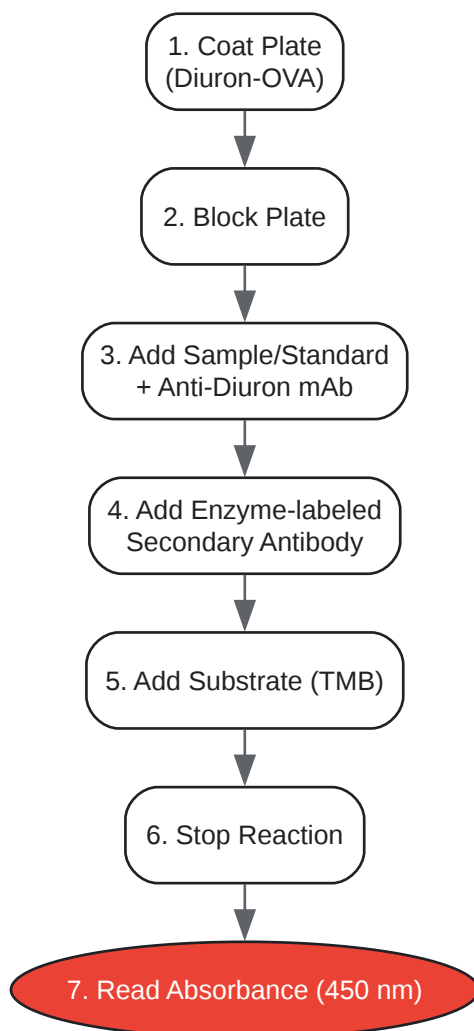 1. Coat Plate
(Diuron-OVA)
2. Block Plate
3. Add Sample/Standard
+ Anti-Diuron mAb
4. Add Enzyme-labeled
Secondary Antibody
5. Add Substrate (TMB)
6. Stop Reaction
7. Read Absorbance (450 nm)